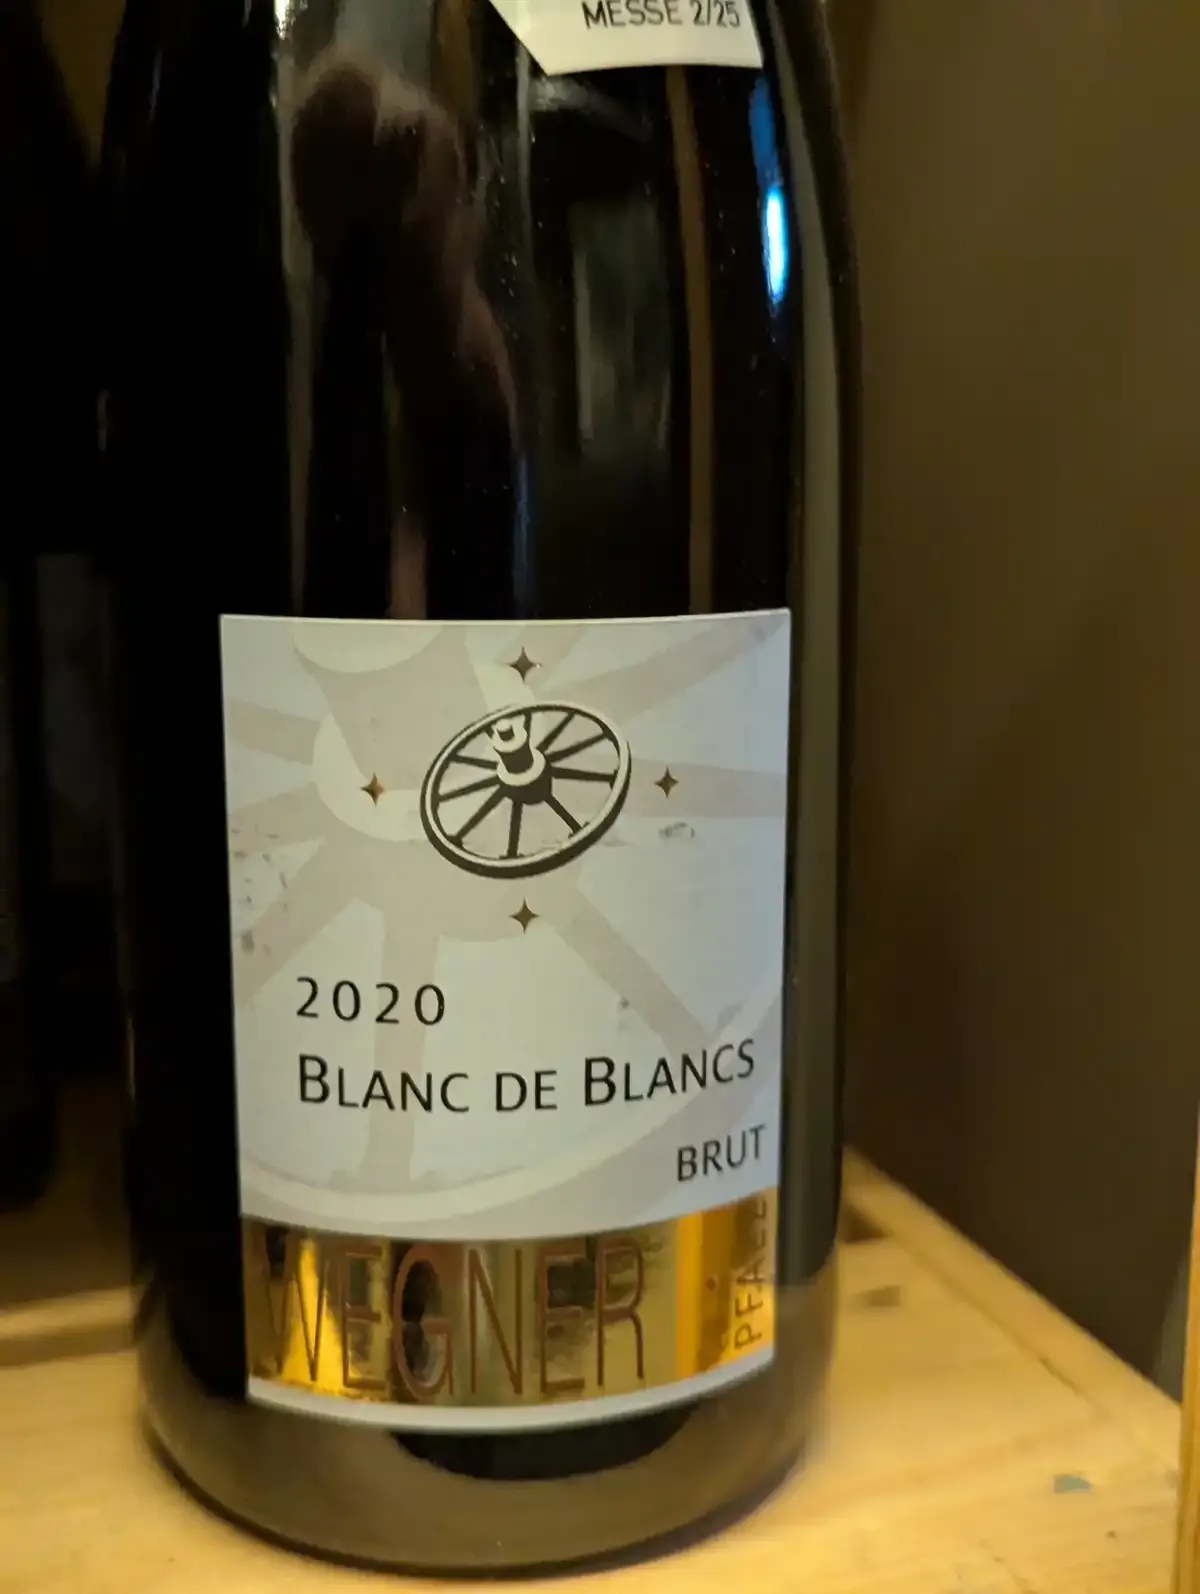 MESSE 2/25
2020
BLANC DE BLANCS
BRUT
WEGNER
PFALZ